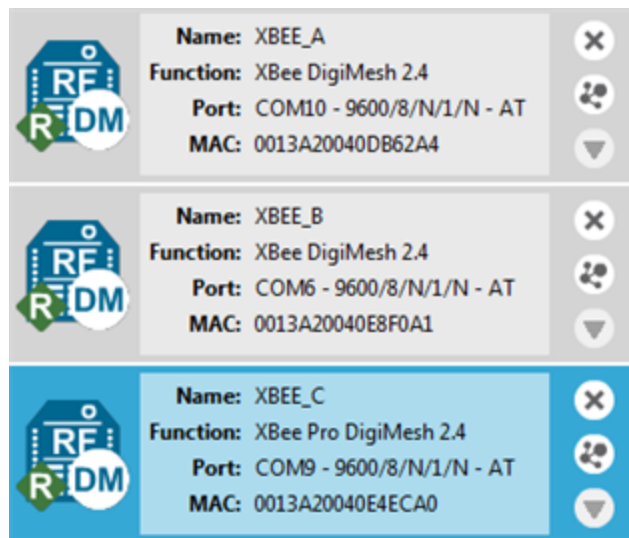 RF
R DM
Name: XBEE_A
Function: XBee DigiMesh 2.4
Port: COM10 - 9600/8/N/1/N - AT
MAC: 0013A20040DB62A4
RF
R DM
Name: XBEE_B
Function: XBee DigiMesh 2.4
Port: COM6 - 9600/8/N/1/N - AT
MAC: 0013A20040E8F0A1
RF
R DM
Name: XBEE_C
Function: XBee Pro DigiMesh 2.4
Port: COM9 - 9600/8/N/1/N - AT
MAC: 0013A20040E4ECA0